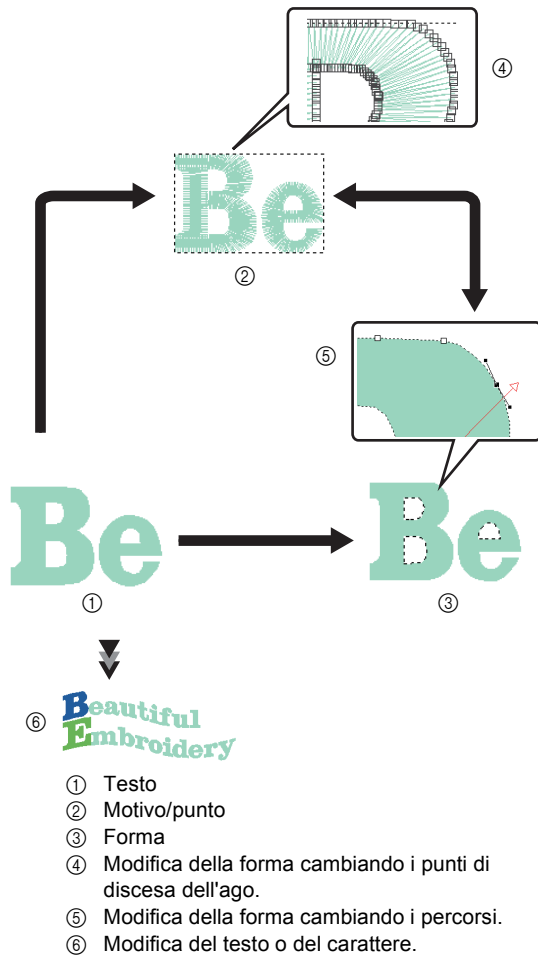 ④
Be
②
⑤
Be
①
Be
③
⑥ Beautiful
Embroidery
① Testo
② Motivo/punto
③ Forma
④ Modifica della forma cambiando i punti di
discesa dell'ago.
⑤ Modifica della forma cambiando i percorsi.
⑥ Modifica del testo o del carattere.